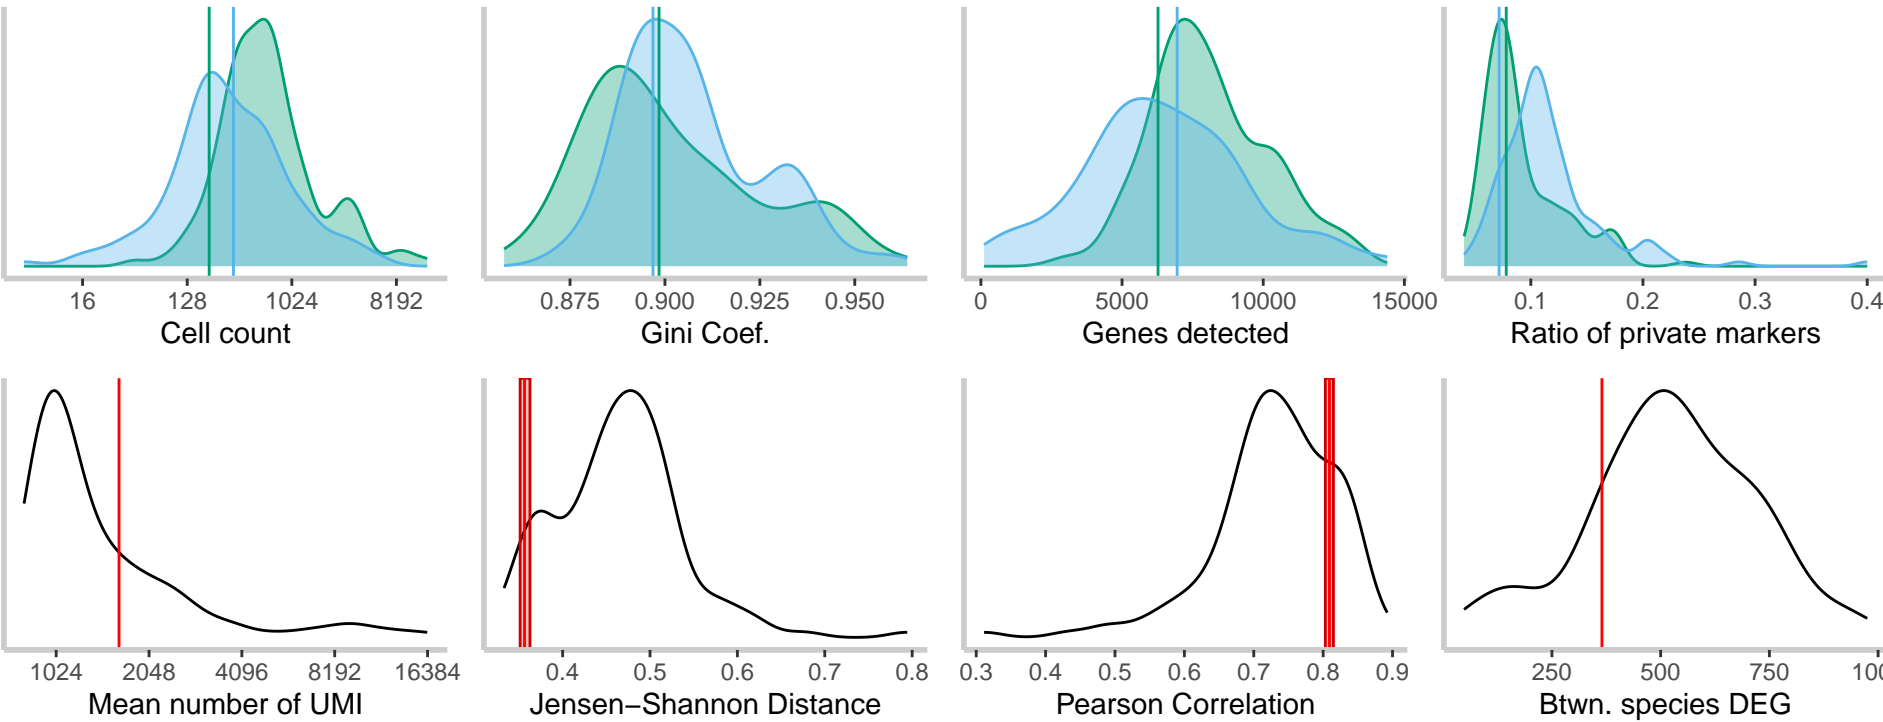 16 128 1024 8192
Cell count
0.875 0.900 0.925 0.950
Gini Coef.
0 5000 10000 15000
Genes detected
0.1 0.2 0.3 0.4
Ratio of private markers
1024 2048 4096 8192 16384
Mean number of UMI
0.4 0.5 0.6 0.7 0.8
Jensen−Shannon Distance
0.3 0.4 0.5 0.6 0.7 0.8 0.9
Pearson Correlation
250 500 750 100
Btwn. species DEG